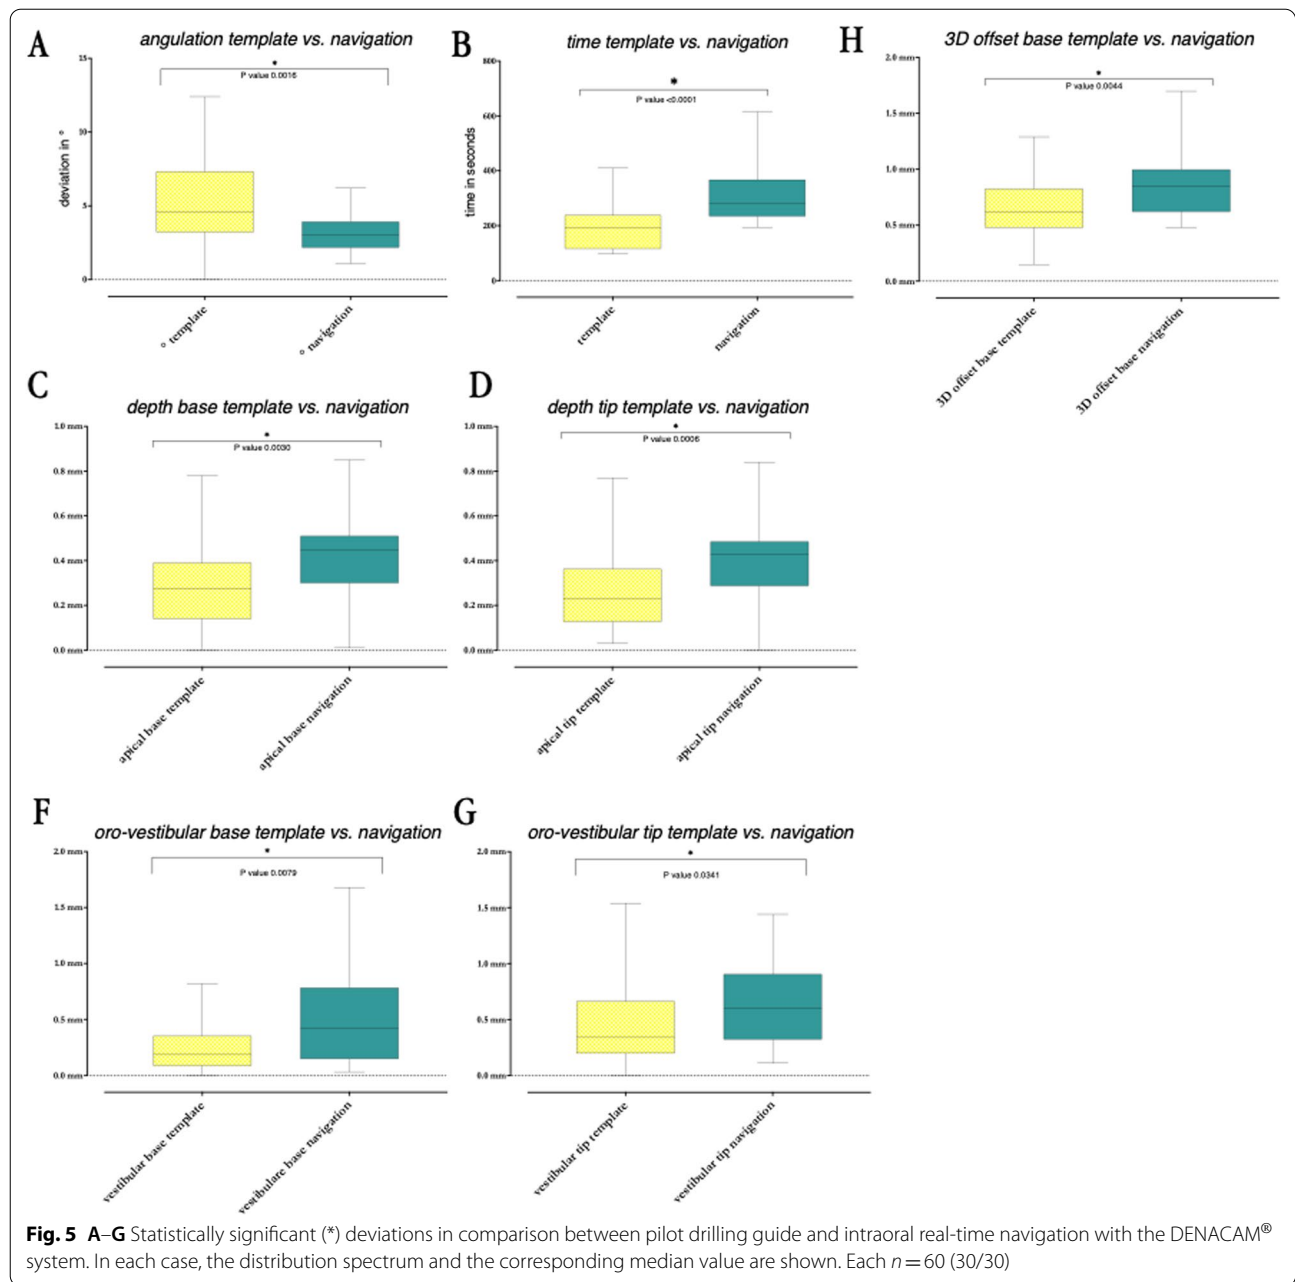 A
angulation template vs. navigation
*
P value 0.0016
deviation in °
15
10
5
0
° template
° navigation
B
time template vs. navigation
*
P value <0.0001
time in seconds
800
600
400
200
0
template
navigation
H
3D offset base template vs. navigation
*
P value 0.0044
2.0 mm
1.5 mm
1.0 mm
0.5 mm
0.0 mm
3D offset base template
3D offset base navigation
C
depth base template vs. navigation
*
P value 0.0030
1.0 mm
0.8 mm
0.6 mm
0.4 mm
0.2 mm
0.0 mm
apical base template
apical base navigation
D
depth tip template vs. navigation
*
P value 0.0006
1.0 mm
0.8 mm
0.6 mm
0.4 mm
0.2 mm
0.0 mm
apical tip template
apical tip navigation
F
oro-vestibular base template vs. navigation
*
P value 0.0079
2.0 mm
1.5 mm
1.0 mm
0.5 mm
0.0 mm
vestibular base template
vestibulare base navigation
G
oro-vestibular tip template vs. navigation
*
P value 0.0341
2.0 mm
1.5 mm
1.0 mm
0.5 mm
0.0 mm
vestibular tip template
vestibular tip navigation
Fig. 5 A–G Statistically significant (*) deviations in comparison between pilot drilling guide and intraoral real-time navigation with the DENACAM®
system. In each case, the distribution spectrum and the corresponding median value are shown. Each n = 60 (30/30)